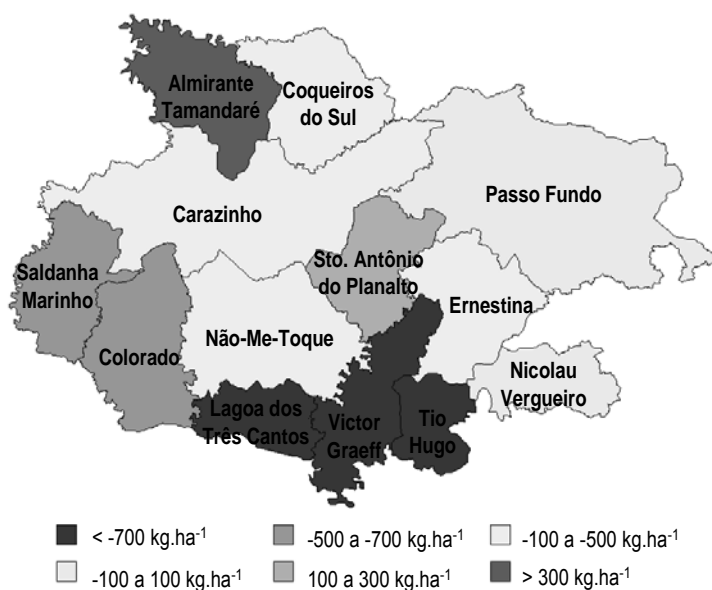 Almirante
Tamandaré
Coqueiros
do Sul
Passo Fundo
Carazinho
Sto. Antônio
do Planalto
Saldanha
Marinho
Ernestina
Não-Me-Toque
Colorado
Nicolau
Vergueiro
Lagoa dos
Três Cantos
Victor
Graeff
Tio
Hugo
< -700 kg.ha⁻¹
-500 a -700 kg.ha⁻¹
-100 a -500 kg.ha⁻¹
-100 a 100 kg.ha⁻¹
100 a 300 kg.ha⁻¹
> 300 kg.ha⁻¹